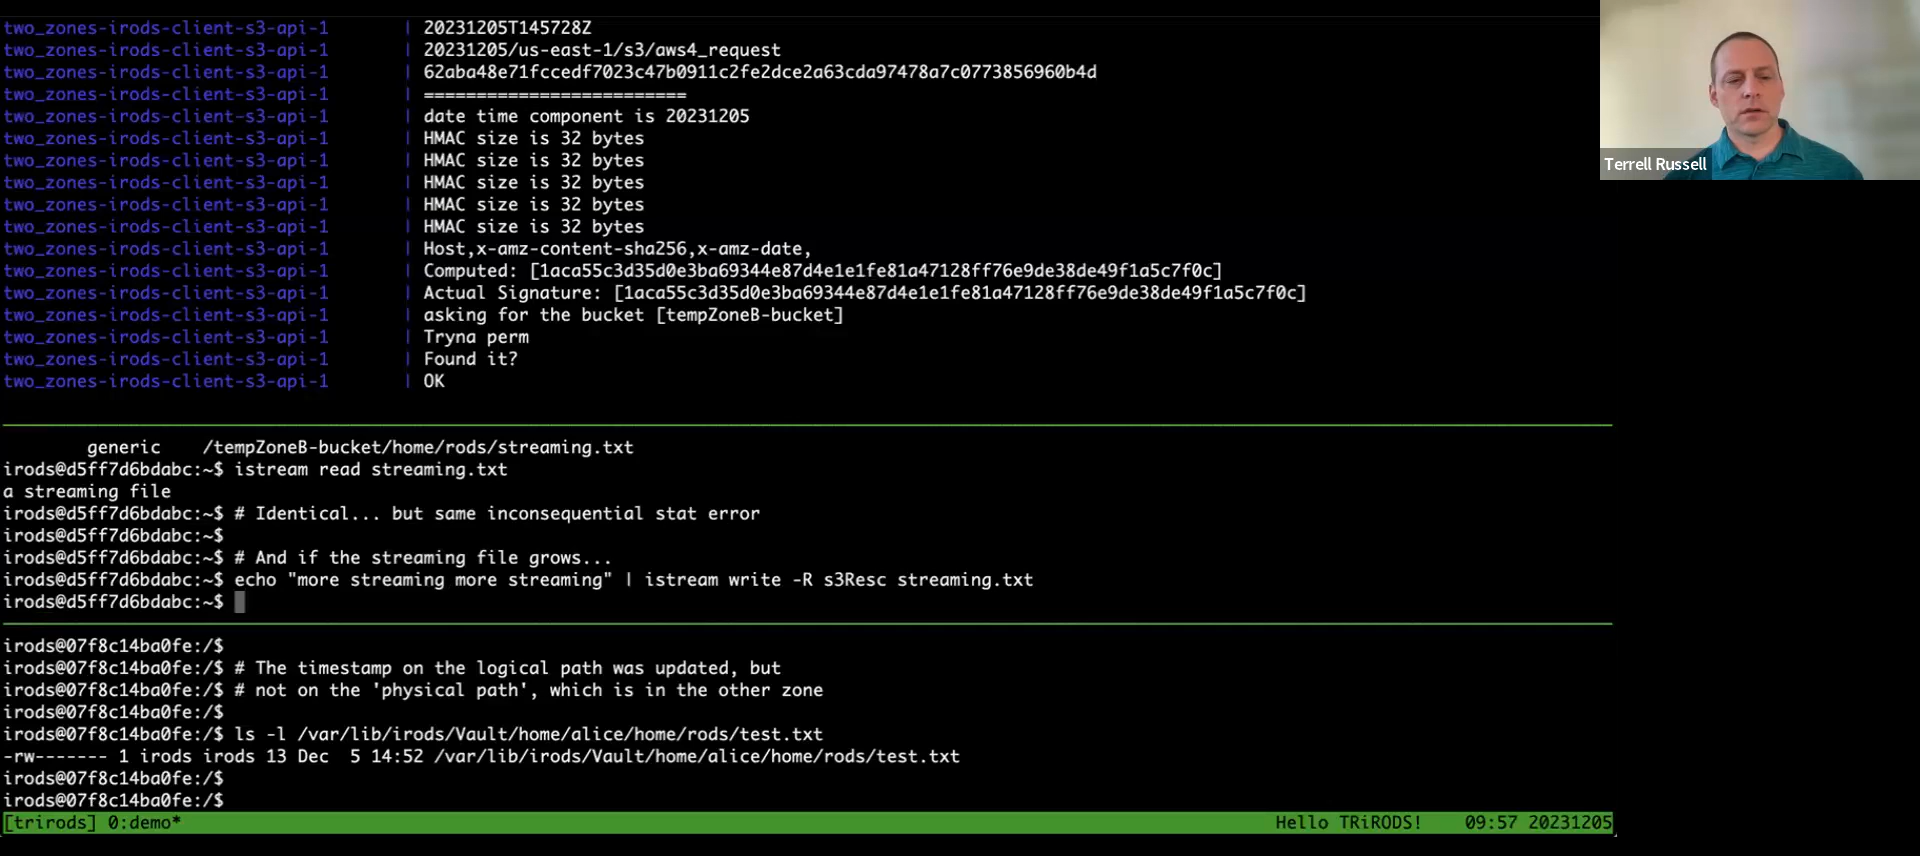 two_zones-irods-client-s3-api-1 | 20231205T145728Z
two_zones-irods-client-s3-api-1 | 20231205/us-east-1/s3/aws4_request
two_zones-irods-client-s3-api-1 | 62aba48e71fccedf7023c47b0911c2fe2dce2a63cda97478a7c0773856960b4d
two_zones-irods-client-s3-api-1 | =========================
two_zones-irods-client-s3-api-1 | date time component is 20231205
two_zones-irods-client-s3-api-1 | HMAC size is 32 bytes
two_zones-irods-client-s3-api-1 | HMAC size is 32 bytes
two_zones-irods-client-s3-api-1 | HMAC size is 32 bytes
two_zones-irods-client-s3-api-1 | HMAC size is 32 bytes
two_zones-irods-client-s3-api-1 | HMAC size is 32 bytes
two_zones-irods-client-s3-api-1 | Host,x-amz-content-sha256,x-amz-date,
two_zones-irods-client-s3-api-1 | Computed: [1aca55c3d35d0e3ba69344e87d4e1e1fe81a47128ff76e9de38de49f1a5c7f0c]
two_zones-irods-client-s3-api-1 | Actual Signature: [1aca55c3d35d0e3ba69344e87d4e1e1fe81a47128ff76e9de38de49f1a5c7f0c]
two_zones-irods-client-s3-api-1 | asking for the bucket [tempZoneB-bucket]
two_zones-irods-client-s3-api-1 | Tryna perm
two_zones-irods-client-s3-api-1 | Found it?
two_zones-irods-client-s3-api-1 | OK
Terrell Russell
generic /tempZoneB-bucket/home/rods/streaming.txt
irods@d5ff7d6bdabc:~$ istream read streaming.txt
a streaming file
irods@d5ff7d6bdabc:~$ # Identical... but same inconsequential stat error
irods@d5ff7d6bdabc:~$
irods@d5ff7d6bdabc:~$ # And if the streaming file grows...
irods@d5ff7d6bdabc:~$ echo "more streaming more streaming" | istream write -R s3Resc streaming.txt
irods@d5ff7d6bdabc:~$
irods@07f8c14ba0fe:/$
irods@07f8c14ba0fe:/$ # The timestamp on the logical path was updated, but
irods@07f8c14ba0fe:/$ # not on the 'physical path', which is in the other zone
irods@07f8c14ba0fe:/$
irods@07f8c14ba0fe:/$ ls -l /var/lib/irods/Vault/home/alice/home/rods/test.txt
-rw------- 1 irods irods 13 Dec  5 14:52 /var/lib/irods/Vault/home/alice/home/rods/test.txt
irods@07f8c14ba0fe:/$
irods@07f8c14ba0fe:/$
[trirods] 0:demo* Hello TRiRODS! 09:57 20231205